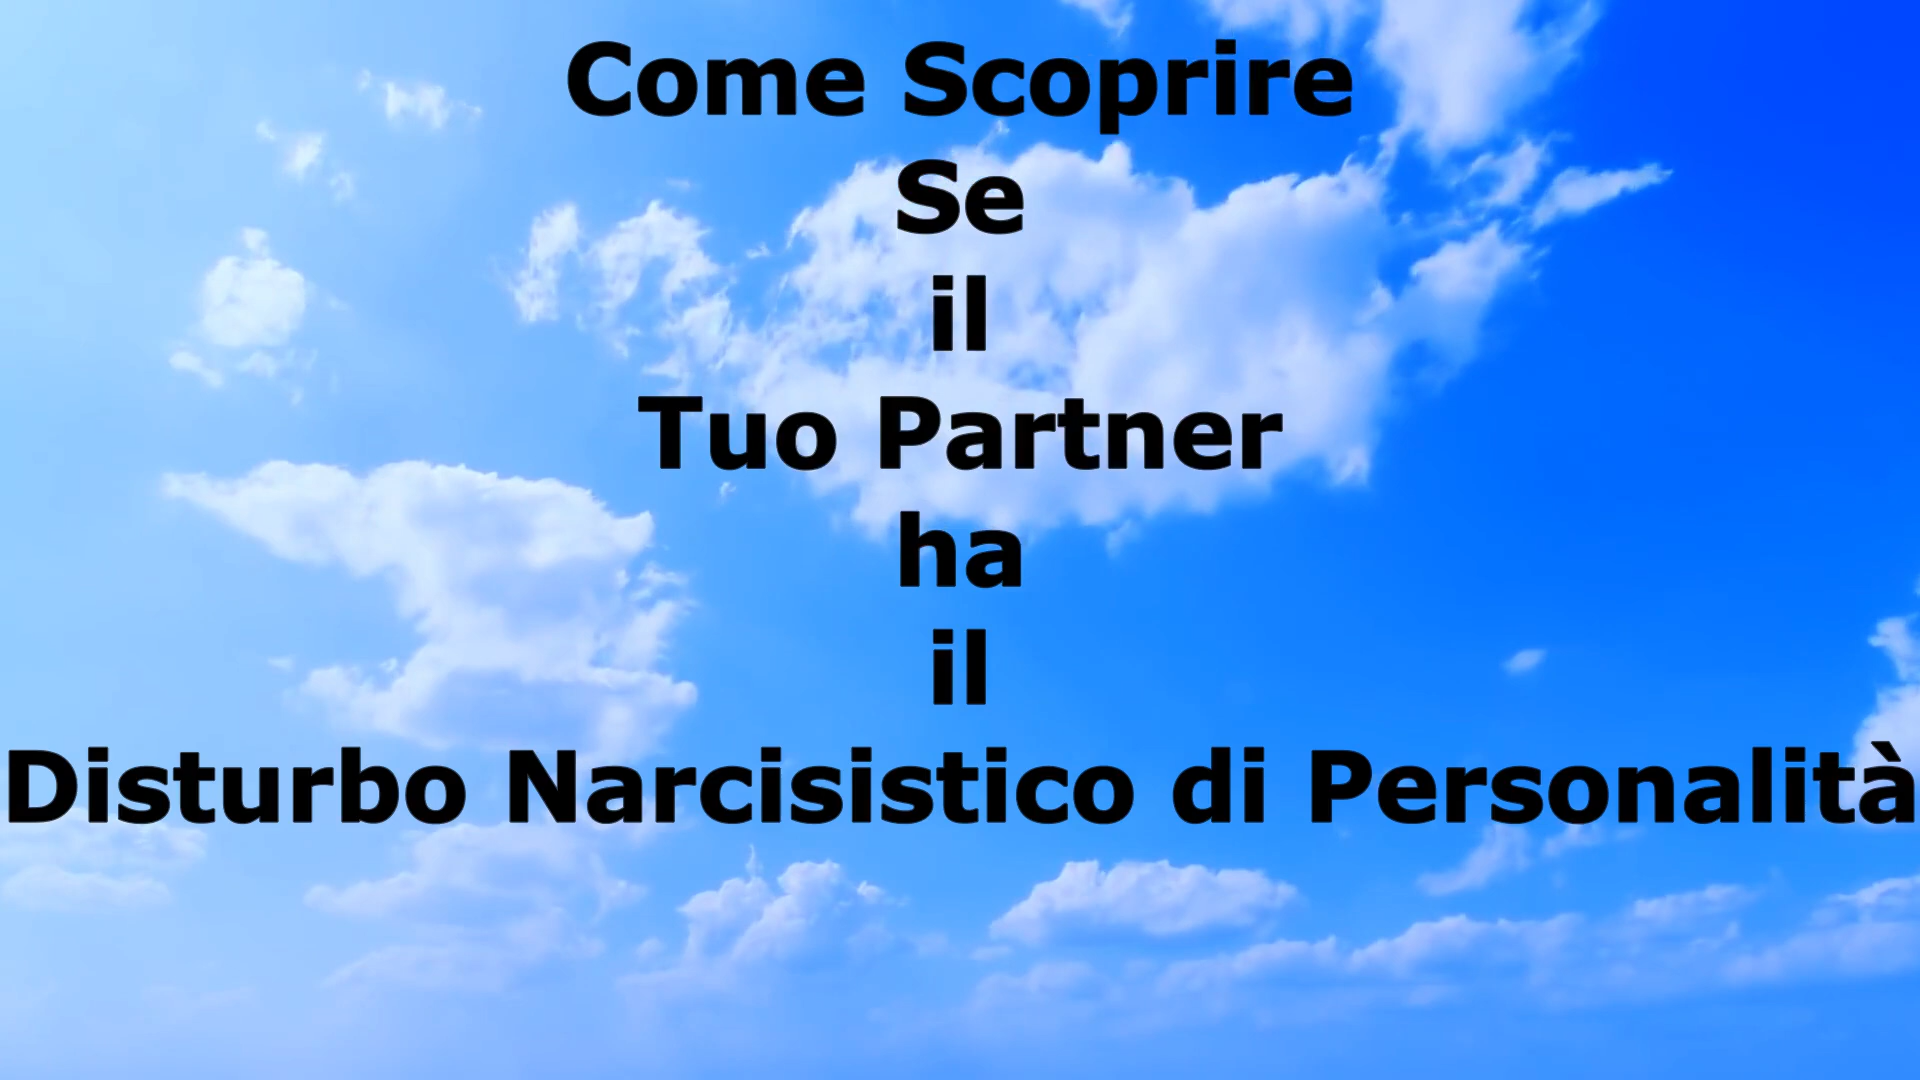 Come Scoprire
Se
il
Tuo Partner
ha
il
Disturbo Narcisistico di Personalità